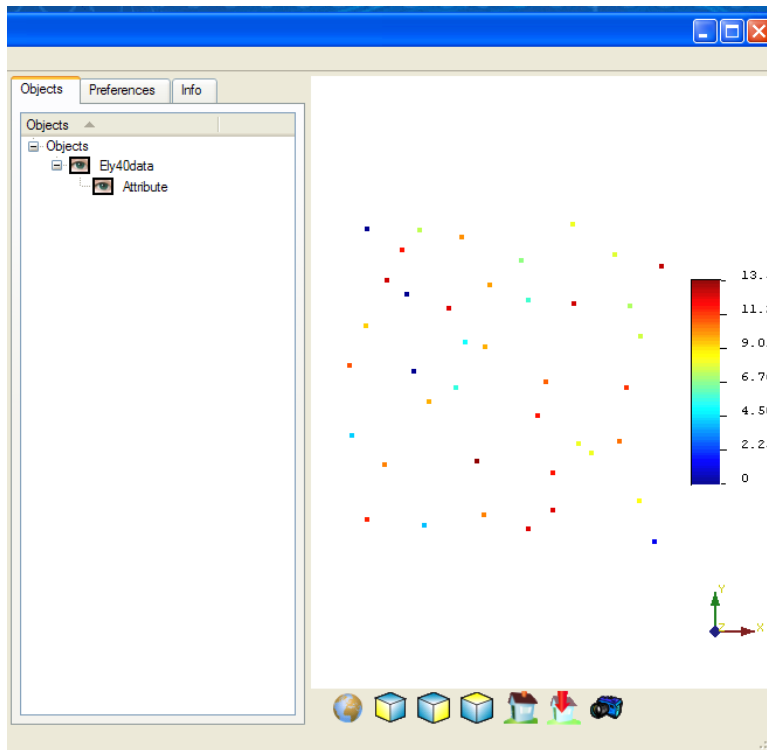 Objects
Preferences
Info
Objects
Objects
Ely40data
Attribute
13.
11.
9.0
6.7
4.5
2.2
0
Y
Z
X